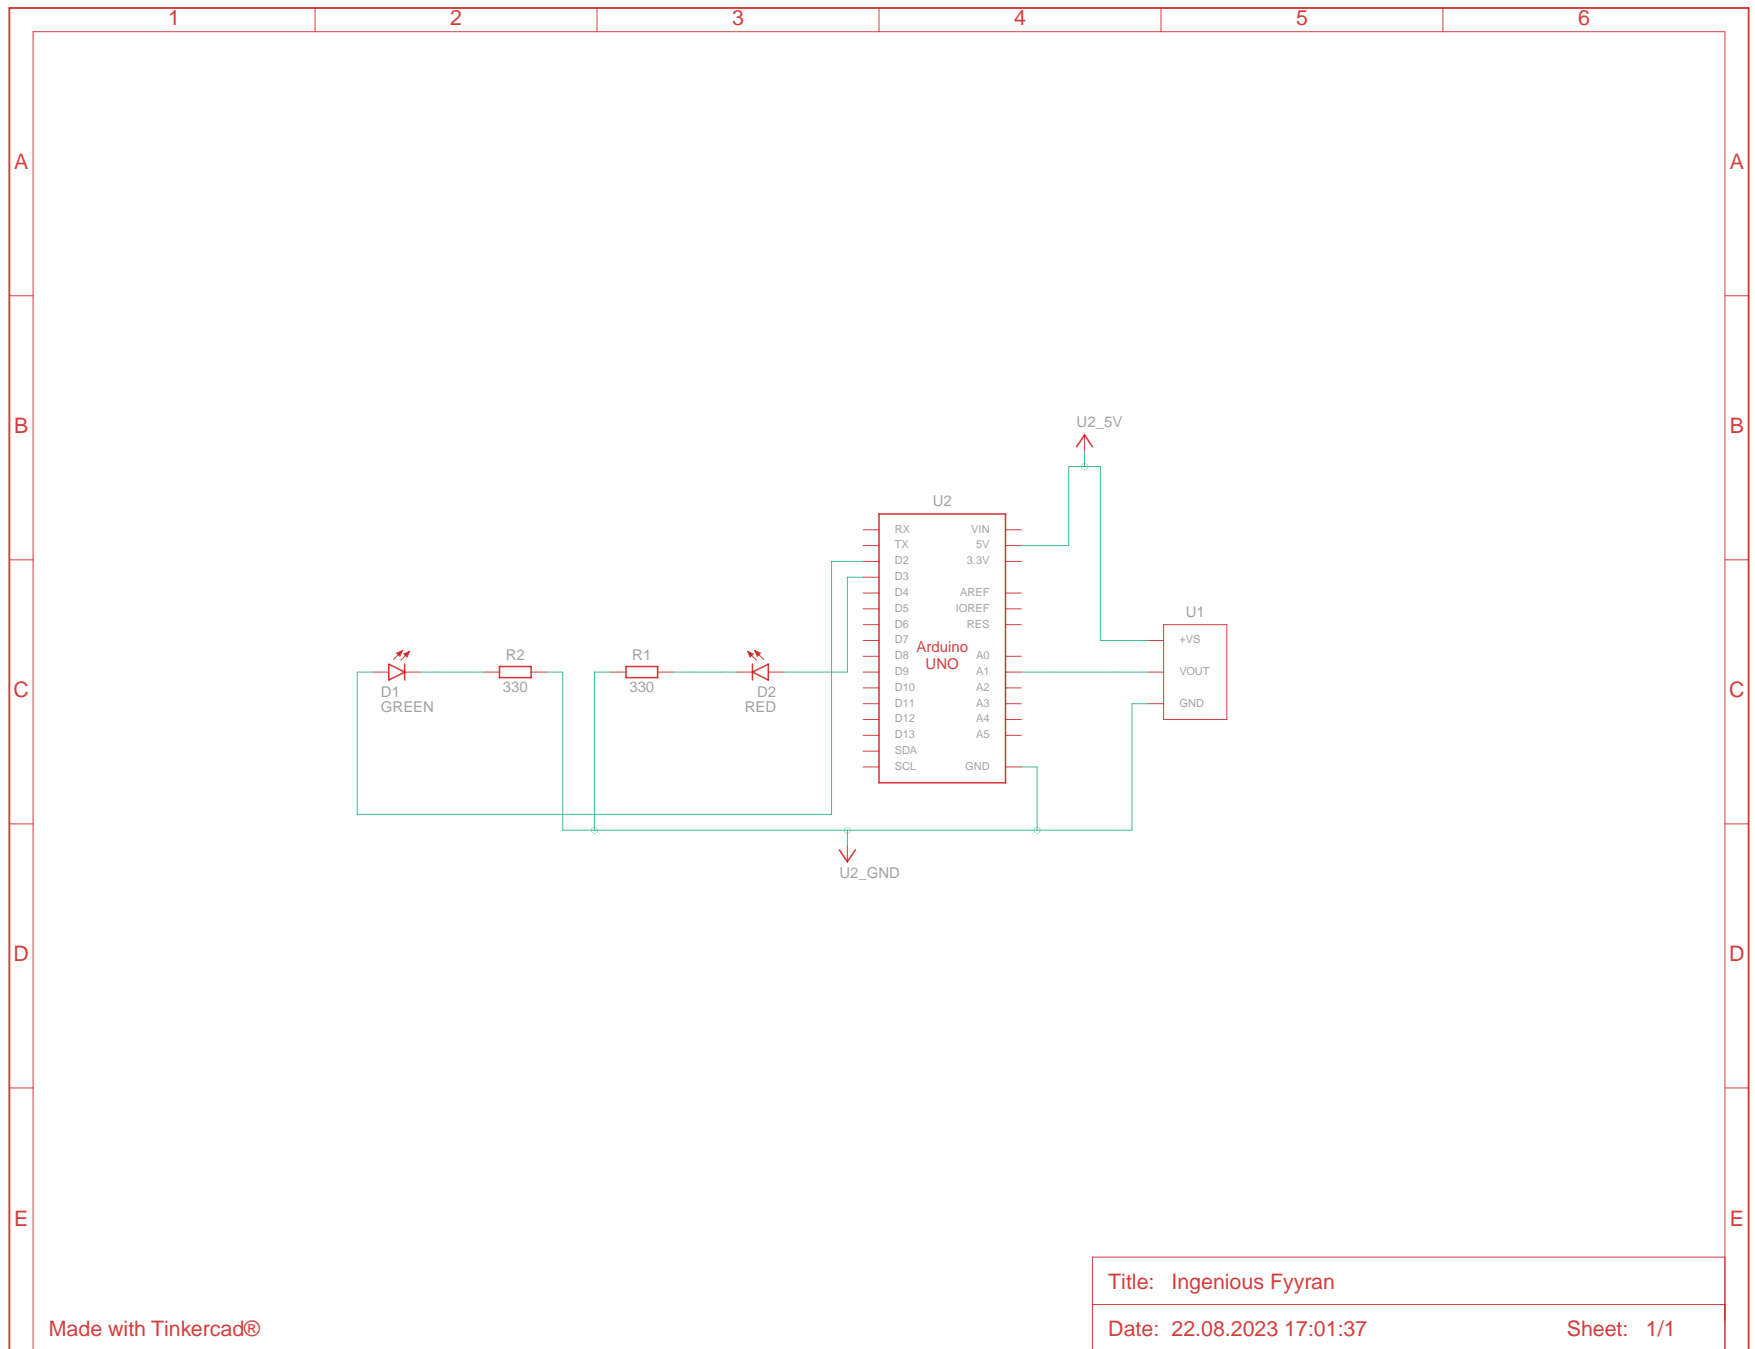 1 2 3 4 5 6
A A
U2_5V
B B
U2
RX VIN
TX 5V
D2 3.3V
D3
D4 AREF
D5 IOREF
U1
D6 RES
D7 +VS
Arduino
UNO
R2 R1
D8 A0
D9 A1 VOUT
330 330
D10 A2
D1 D2
C C
GREEN RED
D11 A3 GND
D12 A4
D13 A5
SDA
SCL GND
U2_GND
D D
E E
Title: Ingenious Fyyran
Made with Tinkercad®
Date: 22.08.2023 17:01:37 Sheet: 1/1